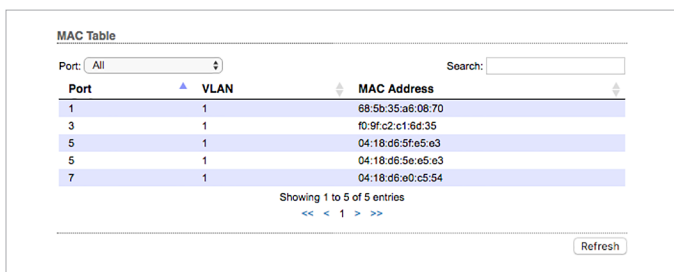 MAC Table
Port: All Search:
Port VLAN MAC Address
1 1 68:5b:35:a6:08:70
3 1 f0:9f:c2:c1:6d:35
5 1 04:18:d6:5f:e5:e3
5 1 04:18:d6:5e:e5:e3
7 1 04:18:d6:e0:c5:54
Showing 1 to 5 of 5 entries
<< < 1 > >>
Refresh